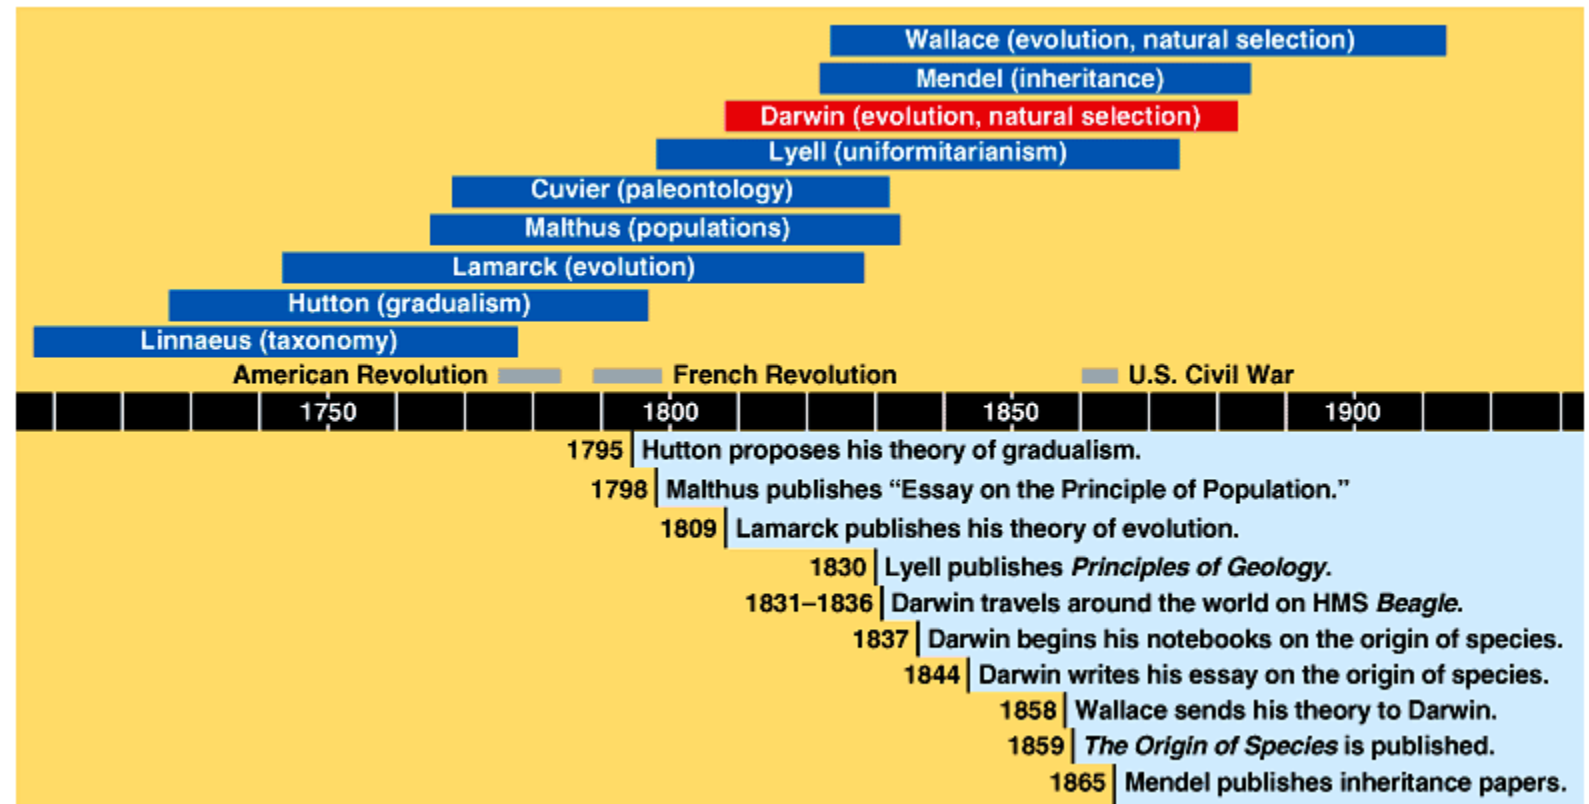 Wallace (evolution, natural selection)
Mendel (inheritance)
Darwin (evolution, natural selection)
Lyell (uniformitarianism)
Cuvier (paleontology)
Malthus (populations)
Lamarck (evolution)
Hutton (gradualism)
Linnaeus (taxonomy)
American Revolution French Revolution U.S. Civil War
1750 1800 1850 1900
1795 Hutton proposes his theory of gradualism.
1798 Malthus publishes “Essay on the Principle of Population.”
1809 Lamarck publishes his theory of evolution.
1830 Lyell publishes Principles of Geology.
1831–1836 Darwin travels around the world on HMS Beagle.
1837 Darwin begins his notebooks on the origin of species.
1844 Darwin writes his essay on the origin of species.
1858 Wallace sends his theory to Darwin.
1859 The Origin of Species is published.
1865 Mendel publishes inheritance papers.